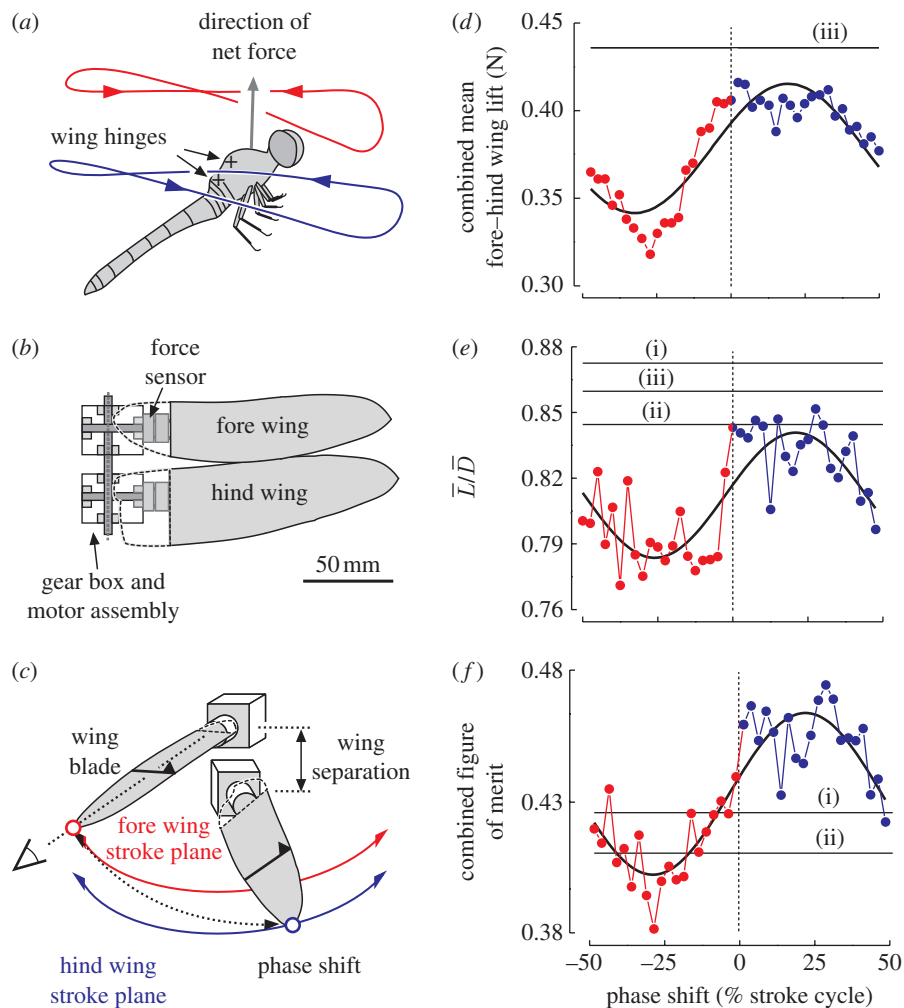 (a)
direction of
net force
wing hinges
(b)
force
sensor
fore wing
hind wing
gear box and
motor assembly
50 mm
(c)
wing
blade
wing
separation
fore wing
stroke plane
hind wing
stroke plane
phase shift
(d)
combined mean
fore–hind wing lift (N)
0.45
0.40
0.35
0.30
(iii)
(e)
L/D
0.88
0.85
0.82
0.79
0.76
(i)
(iii)
(ii)
(f)
combined figure
of merit
0.48
0.43
0.38
(i)
(ii)
–50 –25 0 25 50
phase shift (% stroke cycle)